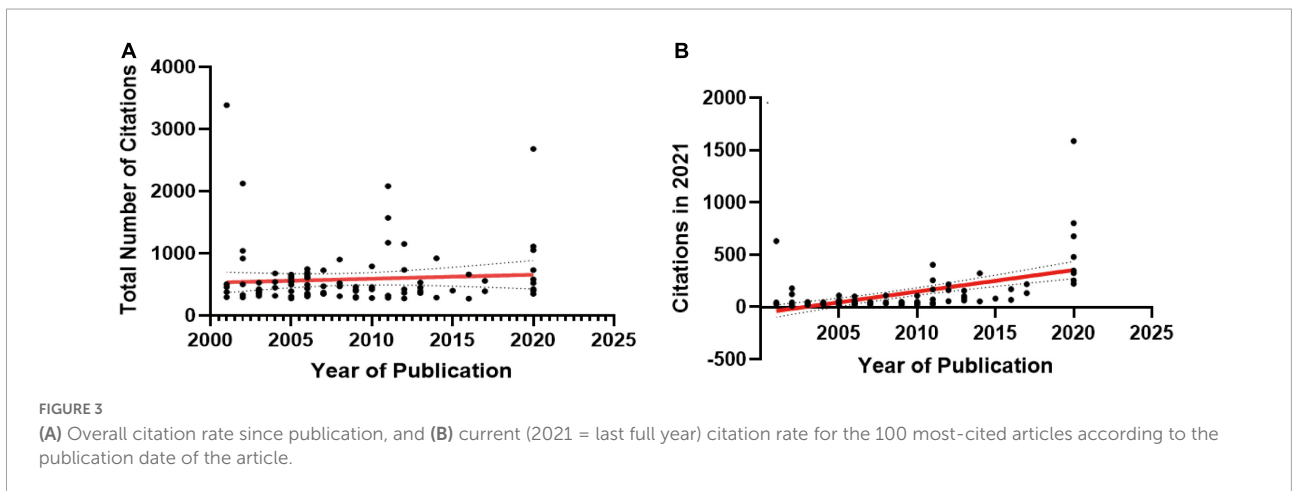 A
B
Total Number of Citations
4000
3000
2000
1000
0
2000 2005 2010 2015 2020 2025
Year of Publication
Citations in 2021
2000
1500
1000
500
0
-500
2005 2010 2015 2020 2025
Year of Publication
FIGURE 3
(A) Overall citation rate since publication, and (B) current (2021 = last full year) citation rate for the 100 most-cited articles according to the
publication date of the article.